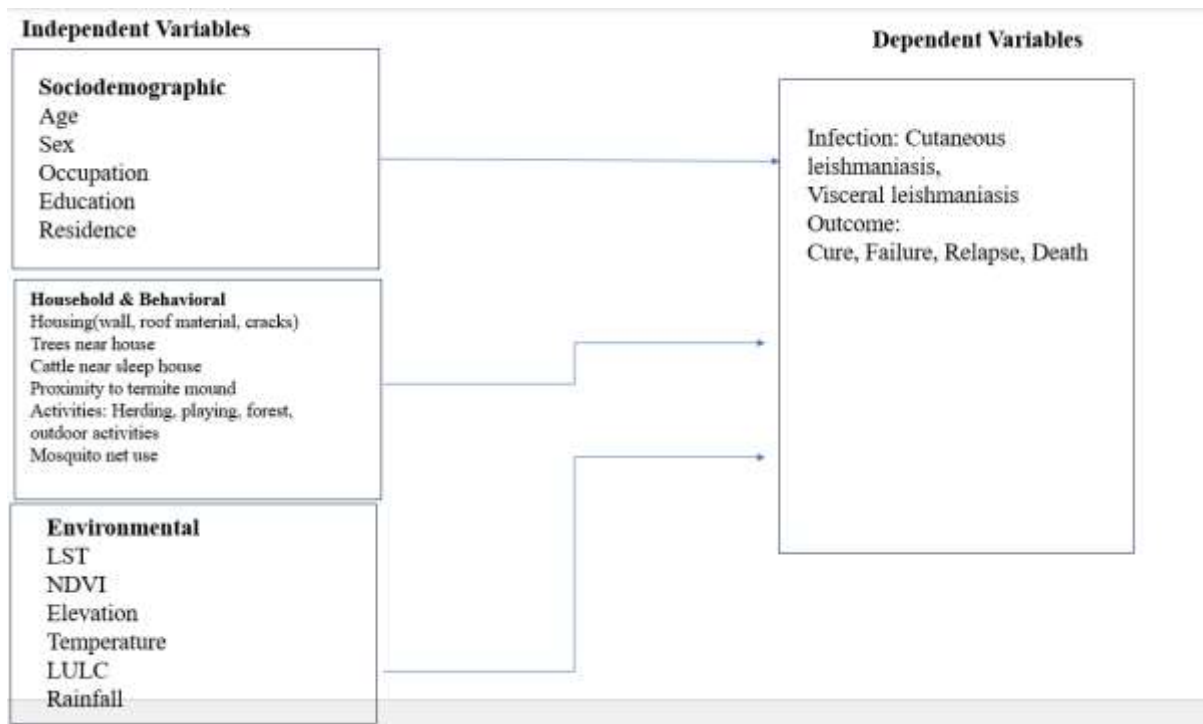 Independent Variables
Sociodemographic
Age
Sex
Occupation
Education
Residence
Household & Behavioral
Housing(wall, roof material, cracks)
Trees near house
Cattle near sleep house
Proximity to termite mound
Activities: Herding, playing, forest,
outdoor activities
Mosquito net use
Environmental
LST
NDVI
Elevation
Temperature
LULC
Rainfall
Dependent Variables
Infection: Cutaneous
leishmaniasis,
Visceral leishmaniasis
Outcome:
Cure, Failure, Relapse, Death